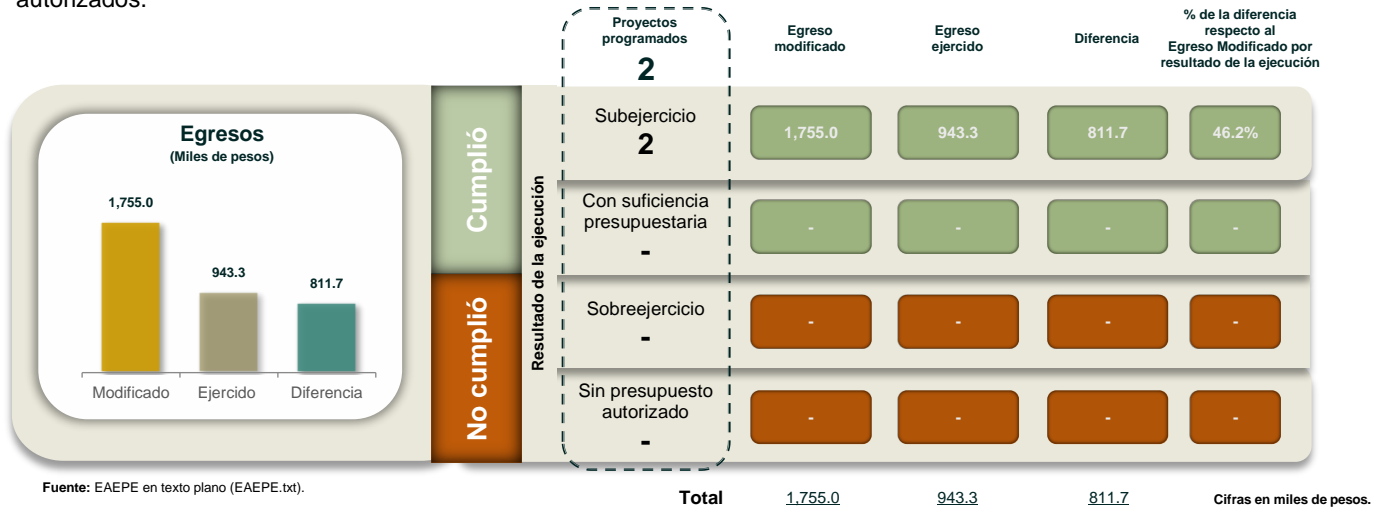 autorizados.
Proyectos
programados
2
Egreso
modificado
Egreso
ejercido
Diferencia
% de la diferencia
respecto al
Egreso Modificado por
resultado de la ejecución
Egresos
(Miles de pesos)
1,755.0
943.3
811.7
Modificado
Ejercido
Diferencia
Cumplió
No cumplió
Resultado de la ejecución
Subejercicio
2
1,755.0
943.3
811.7
46.2%
Con suficiencia
presupuestaria
-
-
-
-
-
Sobreejercicio
-
-
-
-
-
Sin presupuesto
autorizado
-
-
-
-
-
Fuente: EAEPE en texto plano (EAEPE.txt).
Total 1,755.0 943.3 811.7 Cifras en miles de pesos.